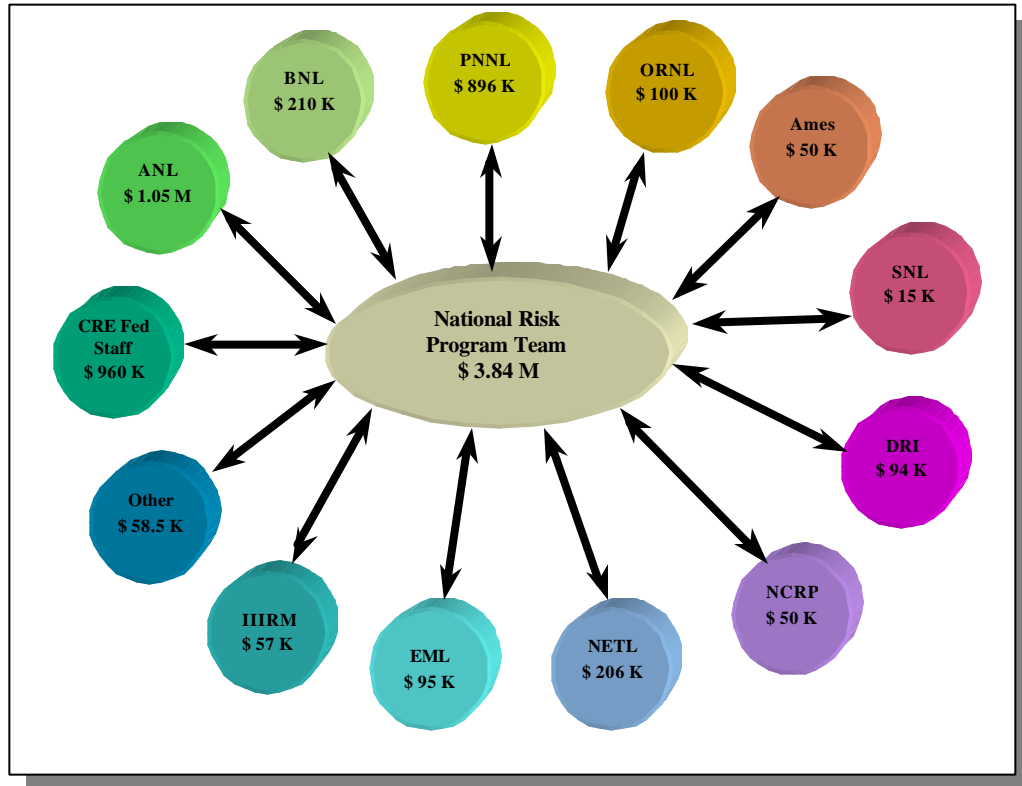 PNNL
$ 896 K
ORNL
$ 100 K
BNL
$ 210 K
Ames
$ 50 K
ANL
$ 1.05 M
SNL
$ 15 K
National Risk
Program Team
$ 3.84 M
CRE Fed
Staff
$ 960 K
DRI
$ 94 K
Other
$ 58.5 K
NCRP
$ 50 K
IIIRM
$ 57 K
EML
$ 95 K
NETL
$ 206 K